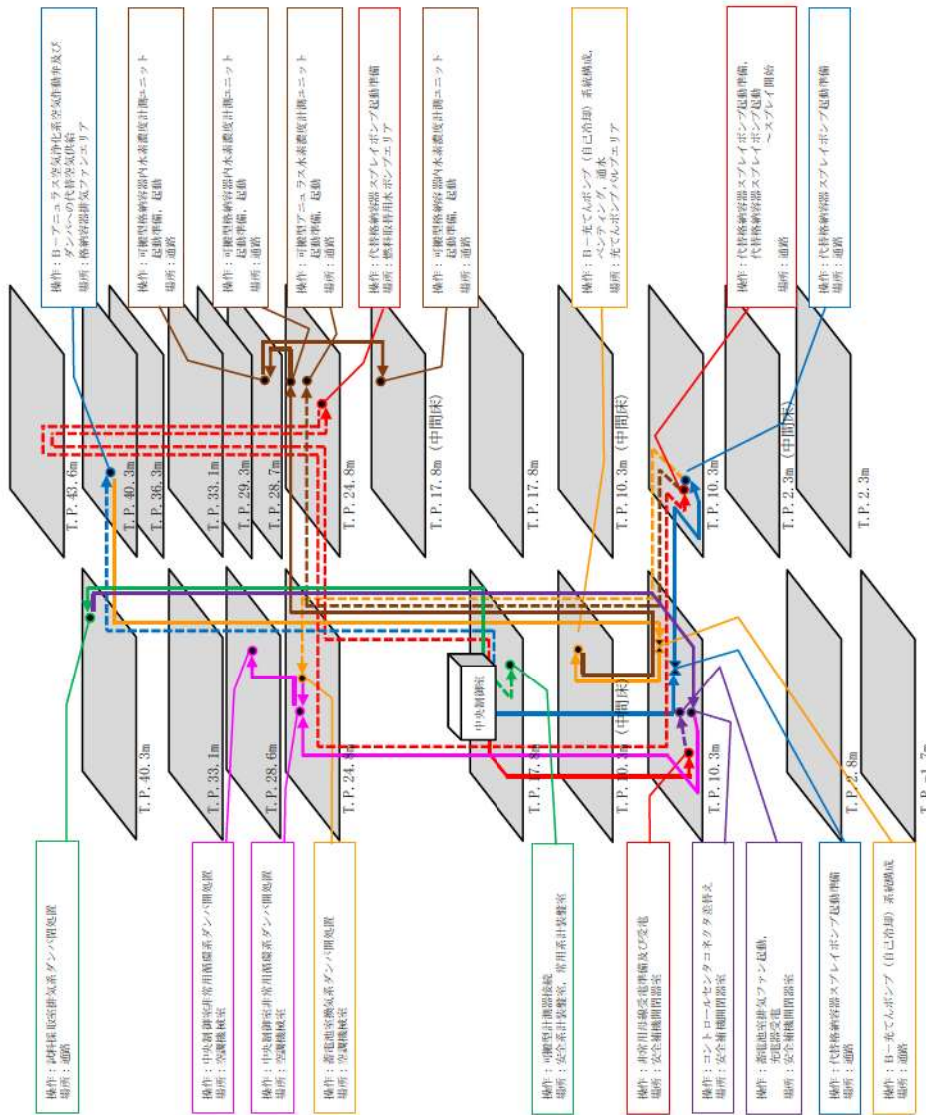 操作：B－アニュラス空気浄化系空気作動弁及び
ダンパへの代替空気供給
場所：格納容器排気ファンエリア
操作：可搬型格納容器内水素濃度計測ユニット
起動準備，起動
場所：通路
操作：可搬型格納容器内水素濃度計測ユニット
起動準備，起動
場所：通路
操作：可搬型アニュラス水素濃度計測ユニット
起動準備，起動
場所：通路
操作：代替格納容器スプレイポンプ起動準備
場所：燃料取替用水ポンプエリア
操作：可搬型格納容器内水素濃度計測ユニット
起動準備，起動
場所：通路
操作：B－充てんポンプ（自己冷却）系統構成，
ベンティング，通水
場所：充てんポンプバルブエリア
操作：代替格納容器スプレイポンプ起動準備，
代替格納容器スプレイポンプ起動
～スプレイ開始
場所：通路
操作：代替格納容器スプレイポンプ起動準備
場所：通路
T.P.43.6m
T.P.40.3m
T.P.36.3m
T.P.33.1m
T.P.29.3m
T.P.28.7m
T.P.24.8m
T.P.17.8m（中間床）
T.P.17.8m
T.P.10.3m（中間床）
T.P.10.3m
T.P.2.3m（中間床）
T.P.2.3m
中央制御室
T.P.40.3m
T.P.33.1m
T.P.28.6m
T.P.24.8m
T.P.17.8m
T.P.10.3m（中間床）
T.P.10.3m
T.P.2.8m
T.P.-1.7m
操作：試料採取室排気系ダンパ閉処置
場所：通路
操作：中央制御室非常用循環系ダンパ開処置
場所：空調機械室
操作：中央制御室非常用循環系ダンパ開処置
場所：空調機械室
操作：蓄電池室換気系ダンパ開処置
場所：空調機械室
操作：可搬型計測器接続
場所：安全系計装盤室，常用系計装盤室
操作：非常用母線受電準備及び受電
場所：安全補機開閉器室
操作：コントロールセンタコネクタ差替え
場所：安全補機開閉器室
操作：蓄電池室排気ファン起動，
充電器受電
場所：安全補機開閉器室
操作：代替格納容器スプレイポンプ起動準備
場所：通路
操作：B－充てんポンプ（自己冷却）系統構成
場所：通路